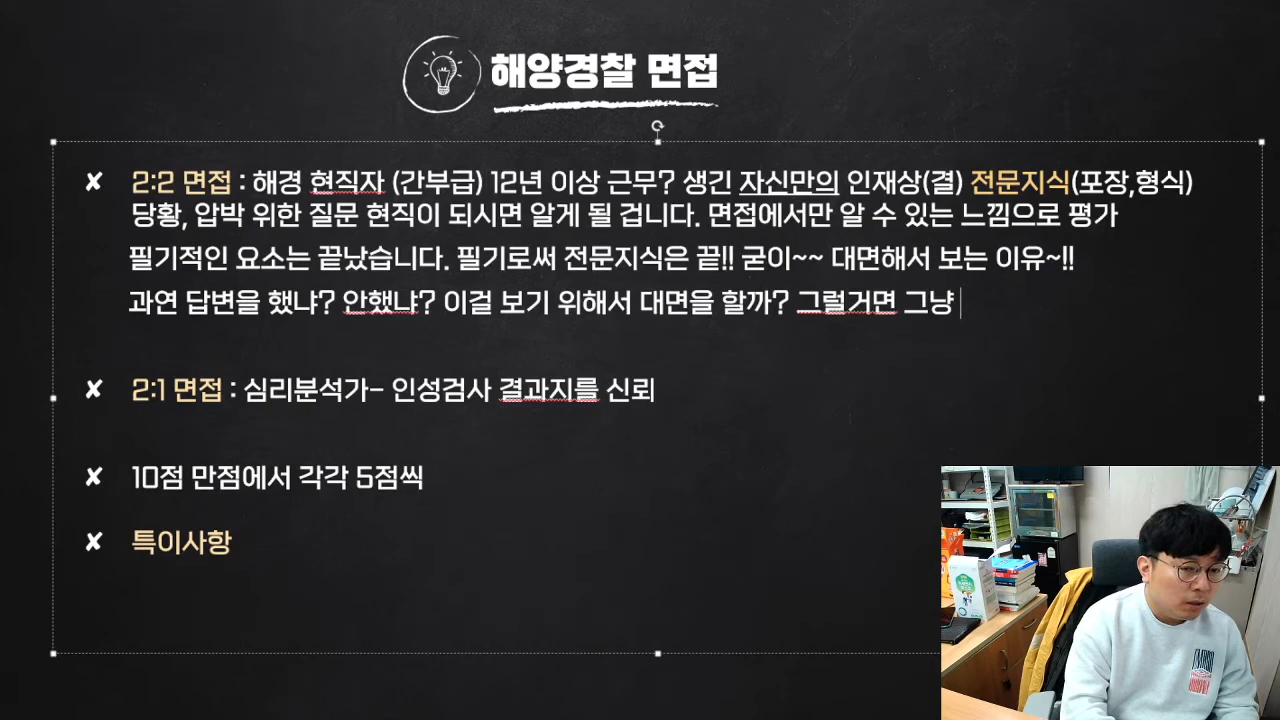 해양경찰 면접
✘ 2:2 면접 : 해경 현직자 (간부급) 12년 이상 근무? 생긴 자신만의 인재상(결) 전문지식(포장,형식)
당황, 압박 위한 질문 현직이 되시면 알게 될 겁니다. 면접에서만 알 수 있는 느낌으로 평가
필기적인 요소는 끝났습니다. 필기로써 전문지식은 끝!! 굳이~~ 대면해서 보는 이유~!!
과연 답변을 했냐? 안했냐? 이걸 보기 위해서 대면을 할까? 그럴거면 그냥
✘ 2:1 면접 : 심리분석가- 인성검사 결과지를 신뢰
✘ 10점 만점에서 각각 5점씩
✘ 특이사항